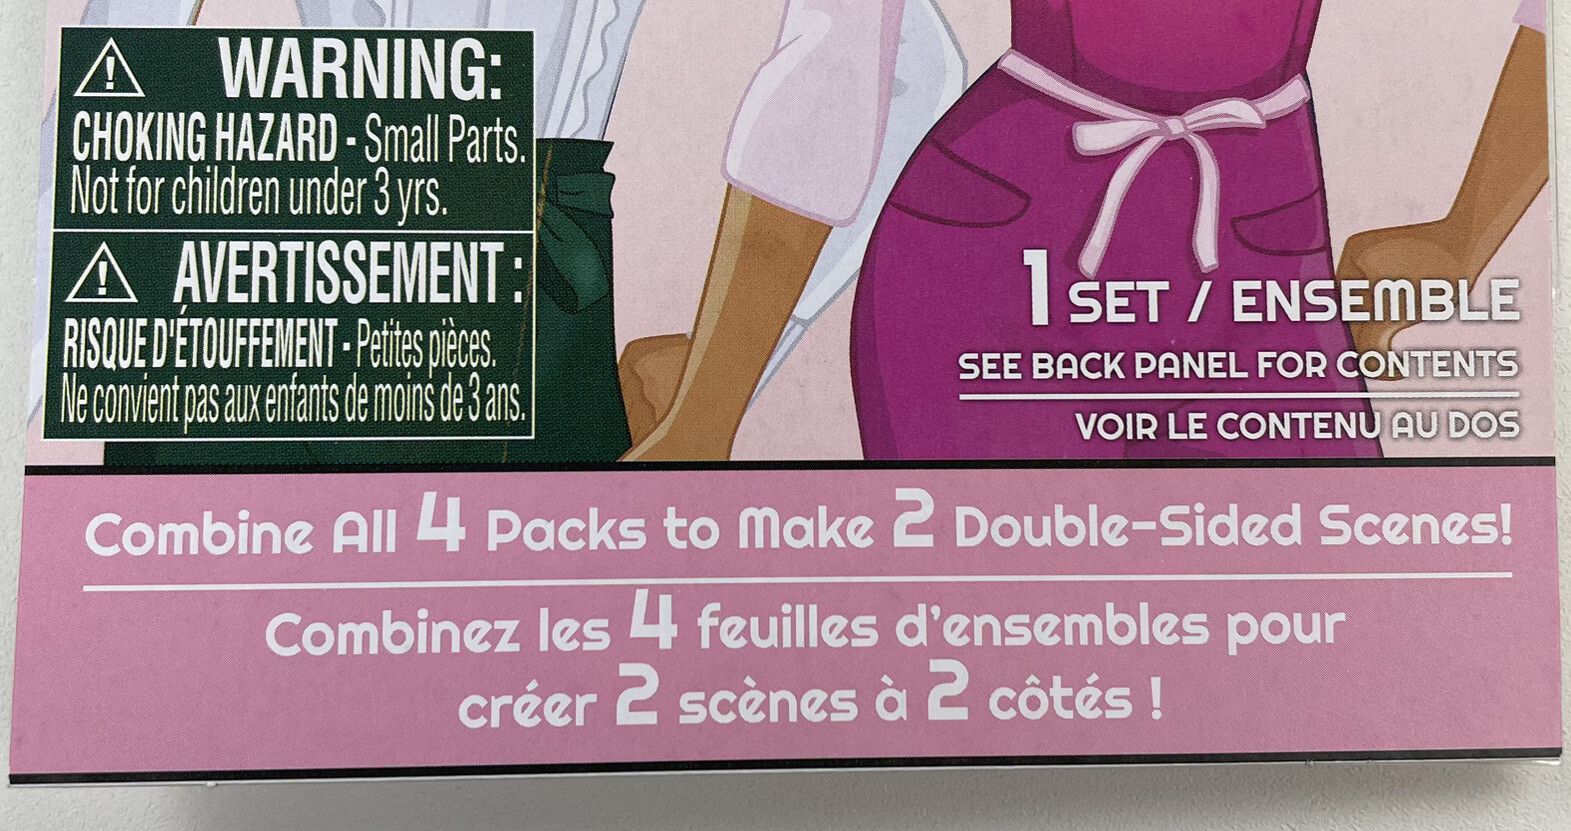 WARNING:
CHOKING HAZARD - Small Parts.
Not for children under 3 yrs.
AVERTISSEMENT :
RISQUE D'ÉTOUFFEMENT - Petites pièces.
Ne convient pas aux enfants de moins de 3 ans.
1 SET / ENSEMBLE
SEE BACK PANEL FOR CONTENTS
VOIR LE CONTENU AU DOS
Combine All 4 Packs to Make 2 Double-Sided Scenes!
Combinez les 4 feuilles d'ensembles pour
créer 2 scènes à 2 côtés !